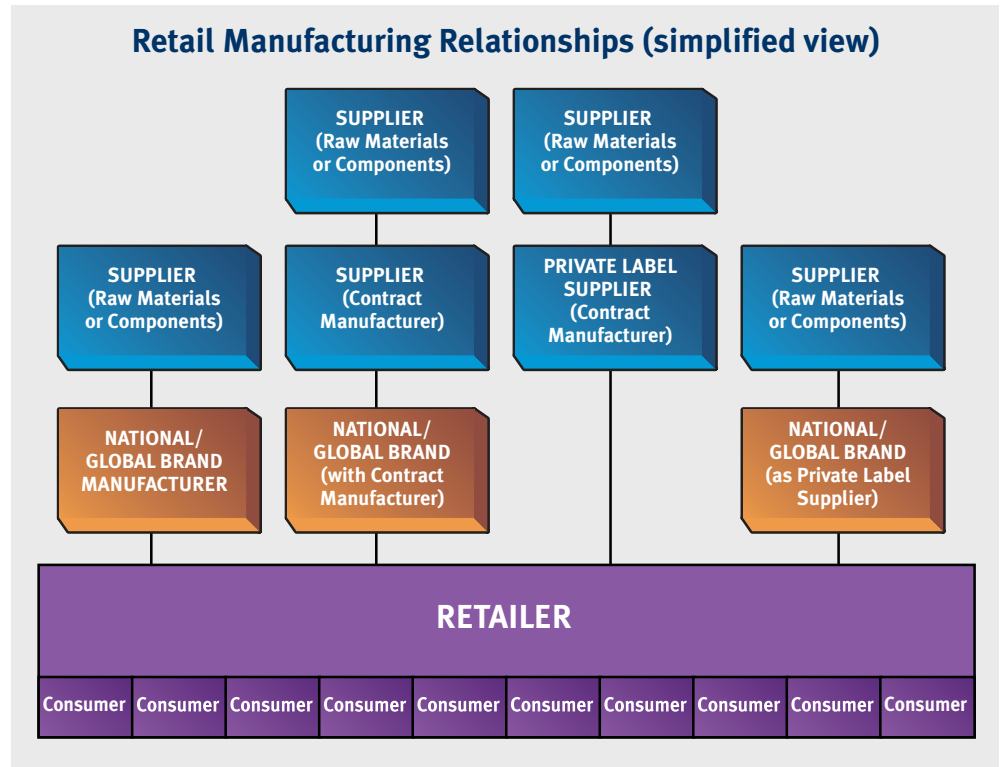 Retail Manufacturing Relationships (simplified view)
SUPPLIER
(Raw Materials
or Components)
SUPPLIER
(Raw Materials
or Components)
SUPPLIER
(Raw Materials
or Components)
SUPPLIER
(Contract
Manufacturer)
PRIVATE LABEL
SUPPLIER
(Contract
Manufacturer)
SUPPLIER
(Raw Materials
or Components)
NATIONAL/
GLOBAL BRAND
MANUFACTURER
NATIONAL/
GLOBAL BRAND
(with Contract
Manufacturer)
NATIONAL/
GLOBAL BRAND
(as Private Label
Supplier)
RETAILER
Consumer Consumer Consumer Consumer Consumer Consumer Consumer Consumer Consumer Consumer